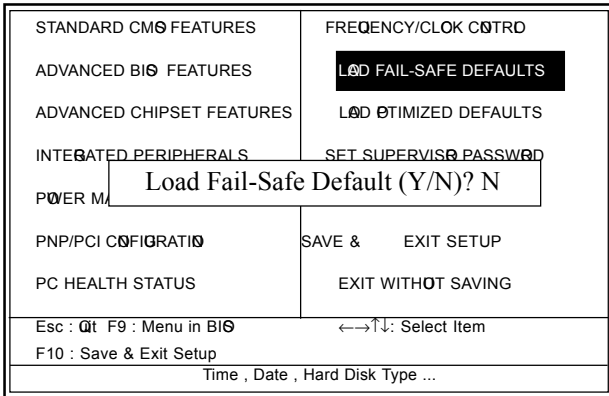 STANDARD CMOS FEATURES
FREQUENCY/CLOCK CONTROL
ADVANCED BIOS FEATURES
LOAD FAIL-SAFE DEFAULTS
ADVANCED CHIPSET FEATURES
LOAD OPTIMIZED DEFAULTS
INTEGRATED PERIPHERALS
SET SUPERVISOR PASSWORD
POWER MA
Load Fail-Safe Default (Y/N)? N
PNP/PCI CONFIGURATION
SAVE & EXIT SETUP
PC HEALTH STATUS
EXIT WITHOUT SAVING
Esc : Quit F9 : Menu in BIOS
←→↑↓: Select Item
F10 : Save & Exit Setup
Time , Date , Hard Disk Type ...